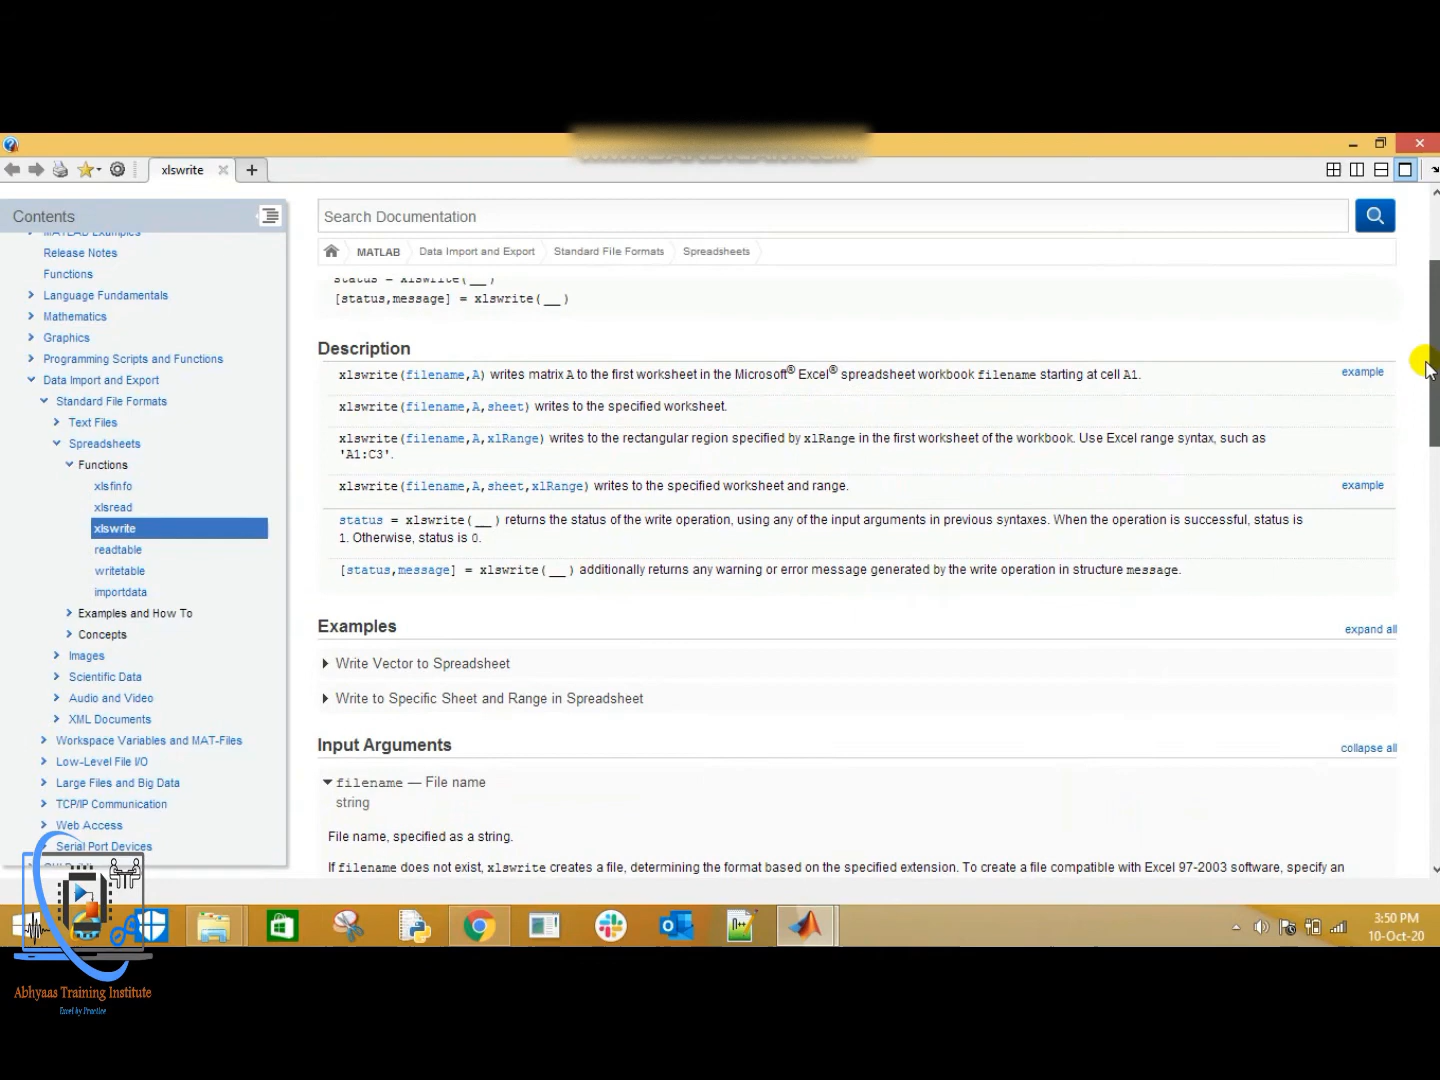 xlswrite
Contents
MATLAB Examples
Release Notes
Functions
Language Fundamentals
Mathematics
Graphics
Programming Scripts and Functions
Data Import and Export
Standard File Formats
Text Files
Spreadsheets
Functions
xlsfinfo
xlsread
xlswrite
readtable
writetable
importdata
Examples and How To
Concepts
Images
Scientific Data
Audio and Video
XML Documents
Workspace Variables and MAT-Files
Low-Level File I/O
Large Files and Big Data
TCP/IP Communication
Web Access
Serial Port Devices
Search Documentation
MATLAB Data Import and Export Standard File Formats Spreadsheets
status = xlswrite(__)
[status,message] = xlswrite(__)
Description
xlswrite(filename,A) writes matrix A to the first worksheet in the Microsoft® Excel® spreadsheet workbook filename starting at cell A1. example
xlswrite(filename,A,sheet) writes to the specified worksheet.
xlswrite(filename,A,xlRange) writes to the rectangular region specified by xlRange in the first worksheet of the workbook. Use Excel range syntax, such as
'A1:C3'.
xlswrite(filename,A,sheet,xlRange) writes to the specified worksheet and range. example
status = xlswrite(__) returns the status of the write operation, using any of the input arguments in previous syntaxes. When the operation is successful, status is
1. Otherwise, status is 0.
[status,message] = xlswrite(__) additionally returns any warning or error message generated by the write operation in structure message.
Examples expand all
Write Vector to Spreadsheet
Write to Specific Sheet and Range in Spreadsheet
Input Arguments collapse all
filename — File name
string
File name, specified as a string.
If filename does not exist, xlswrite creates a file, determining the format based on the specified extension. To create a file compatible with Excel 97-2003 software, specify an
3:50 PM
10-Oct-20
Abhyaas Training Institute
Excel by Practice